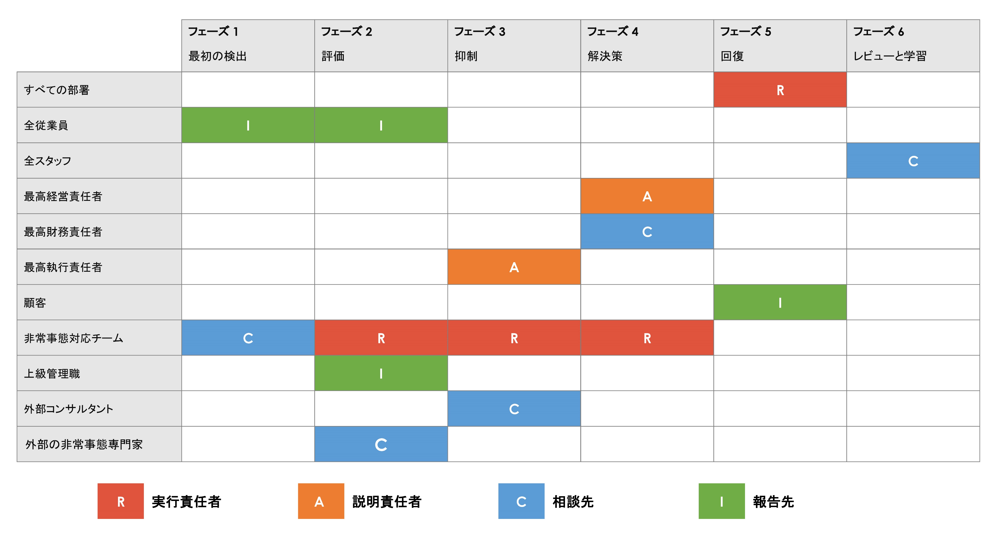 フェーズ 1 フェーズ 2 フェーズ 3 フェーズ 4 フェーズ 5 フェーズ 6
最初の検出 評価 抑制 解決策 回復 レビューと学習
すべての部署 R
全従業員 I I
全スタッフ C
最高経営責任者 A
最高財務責任者 C
最高執行責任者 A
顧客 I
非常事態対応チーム C R R R
上級管理職 I
外部コンサルタント C
外部の非常事態専門家 C
R 実行責任者 A 説明責任者 C 相談先 I 報告先